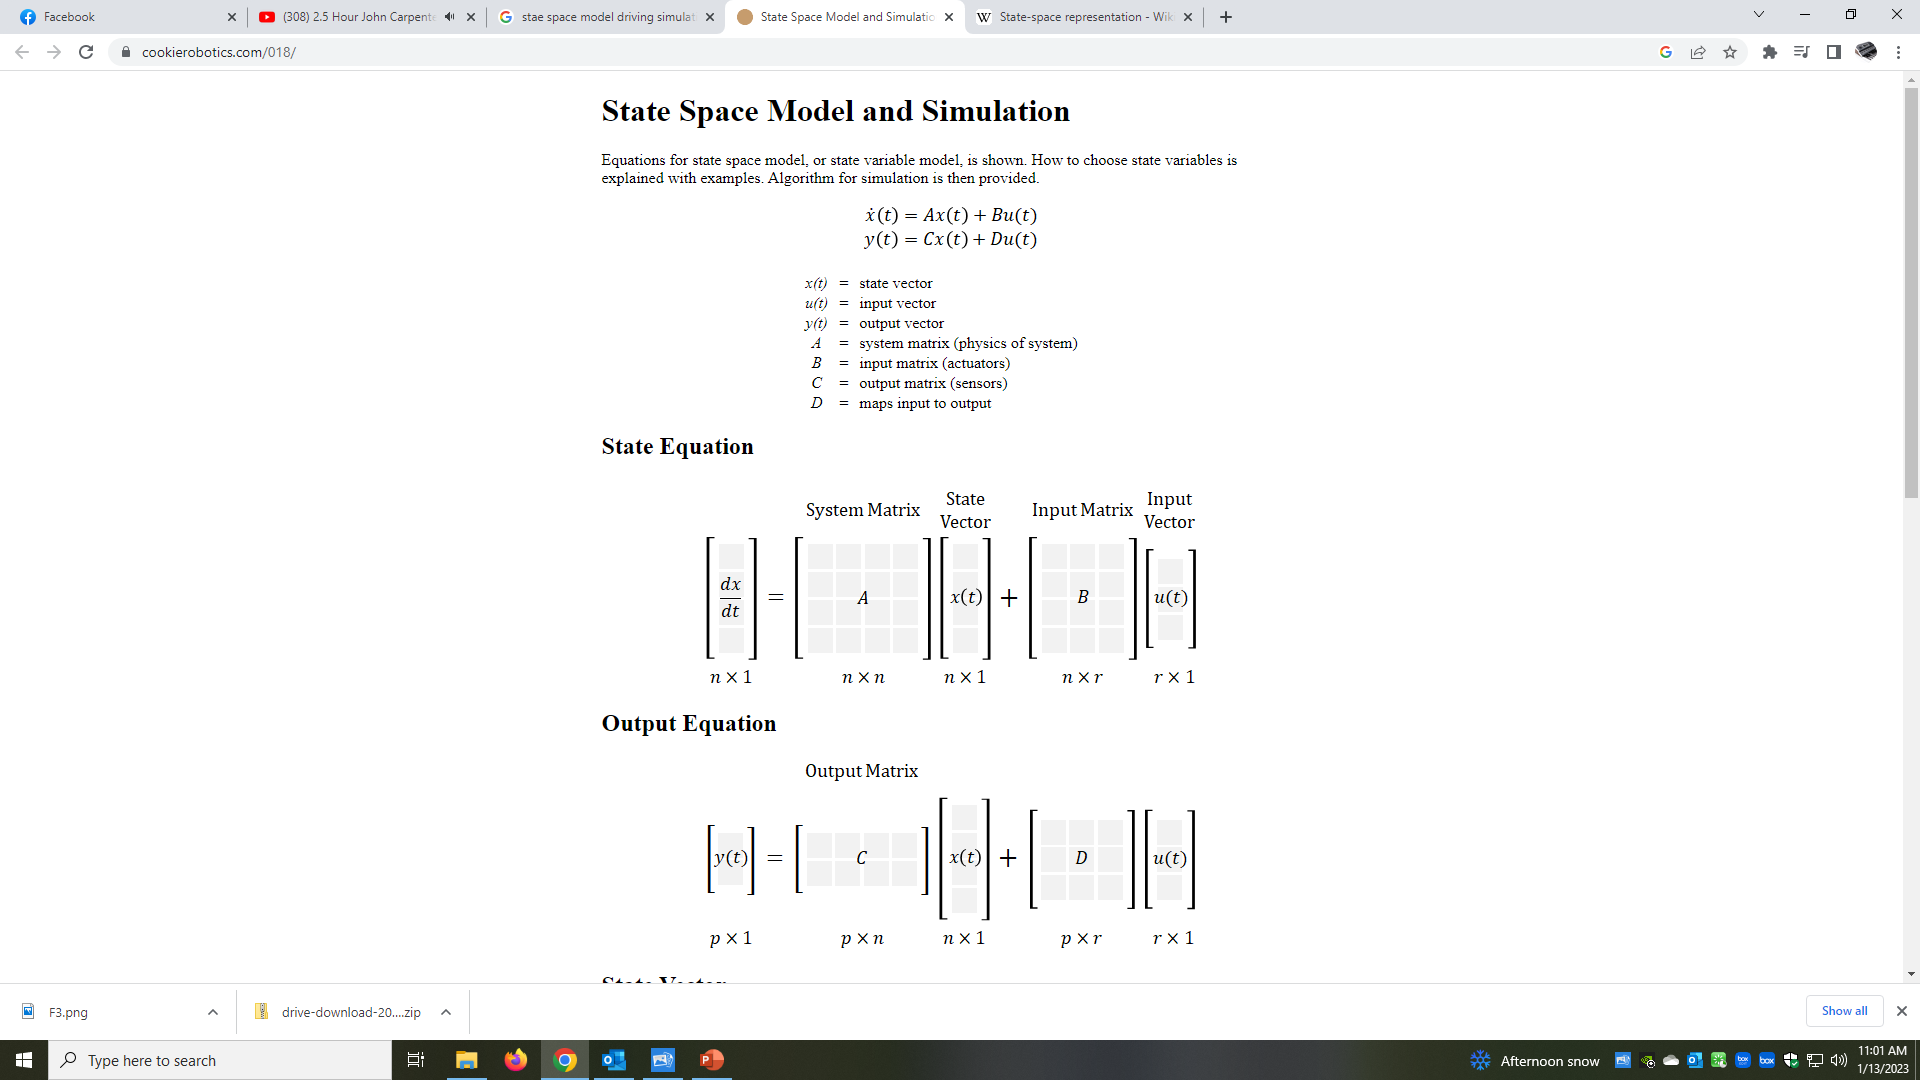 Facebook
(308) 2.5 Hour John Carpente
stae space model driving simulat
State Space Model and Simulatio
W State-space representation - Wik
cookierobotics.com/018/
State Space Model and Simulation
Equations for state space model, or state variable model, is shown. How to choose state variables is
explained with examples. Algorithm for simulation is then provided.
ẋ(t) = Ax(t) + Bu(t)
y(t) = Cx(t) + Du(t)
x(t) = state vector
u(t) = input vector
y(t) = output vector
A = system matrix (physics of system)
B = input matrix (actuators)
C = output matrix (sensors)
D = maps input to output
State Equation
System Matrix State Vector Input Matrix Input Vector
dx/dt = A x(t) + B u(t)
n × 1 n × n n × 1 n × r r × 1
Output Equation
Output Matrix
y(t) = C x(t) + D u(t)
p × 1 p × n n × 1 p × r r × 1
State Vector
F3.png
drive-download-20....zip
Show all
Type here to search
Afternoon snow
11:01 AM
1/13/2023